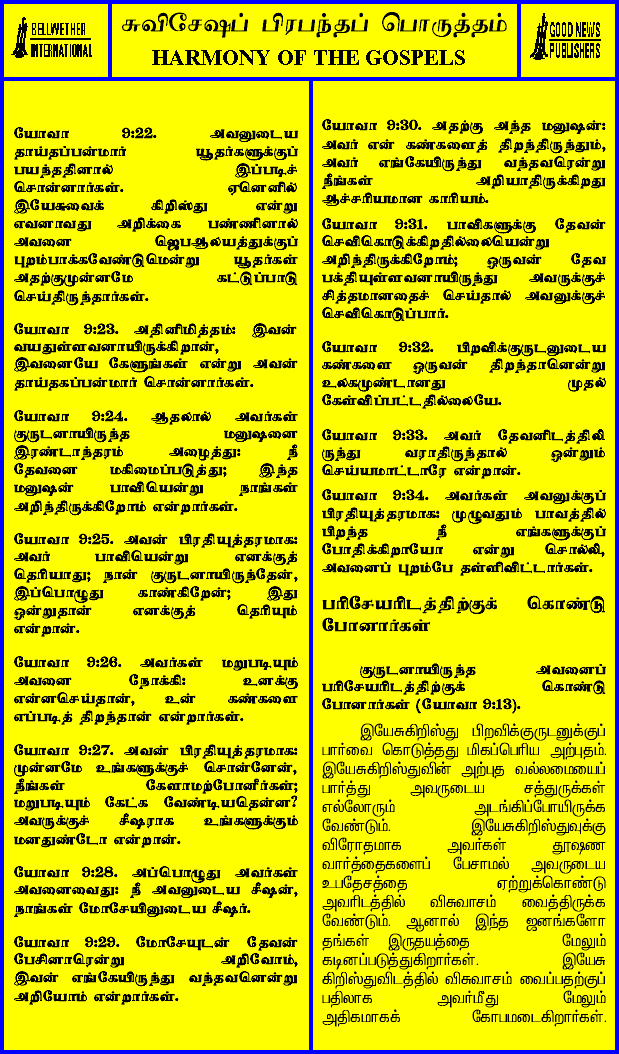 BELLWETHER
INTERNATIONAL
சுவிசேஷப் பிரபந்தப் பொருத்தம்
HARMONY OF THE GOSPELS
GOOD NEWS
PUBLISHERS
யோவா 9:22. அவனுடைய
தாய்தப்பன்மார் யூதர்களுக்குப்
பயந்ததினால் இப்படிச்
சொன்னார்கள். ஏனெனில்
இயேசுவைக் கிறிஸ்து என்று
எவனாவது அறிக்கை பண்ணினால்
அவனை ஜெபஆலயத்துக்குப்
புறம்பாக்கவேண்டுமென்று யூதர்கள்
அதற்குமுன்னமே கட்டுப்பாடு
செய்திருந்தார்கள்.
யோவா 9:23. அதினிமித்தம்: இவன்
வயதுள்ளவனாயிருக்கிறான்,
இவனையே கேளுங்கள் என்று அவன்
தாய்தகப்பன்மார் சொன்னார்கள்.
யோவா 9:24. ஆதலால் அவர்கள்
குருடனாயிருந்த மனுஷனை
இரண்டாந்தரம் அழைத்து: நீ
தேவனை மகிமைப்படுத்து; இந்த
மனுஷன் பாவியென்று நாங்கள்
அறிந்திருக்கிறோம் என்றார்கள்.
யோவா 9:25. அவன் பிரதியுத்தரமாக:
அவர் பாவியென்று எனக்குத்
தெரியாது; நான் குருடனாயிருந்தேன்,
இப்பொழுது காண்கிறேன்; இது
ஒன்றுதான் எனக்குத் தெரியும்
என்றான்.
யோவா 9:26. அவர்கள் மறுபடியும்
அவனை நோக்கி: உனக்கு
என்னசெய்தான், உன் கண்களை
எப்படித் திறந்தான் என்றார்கள்.
யோவா 9:27. அவன் பிரதியுத்தரமாக:
முன்னமே உங்களுக்குச் சொன்னேன்,
நீங்கள் கேளாமற்போனீர்கள்;
மறுபடியும் கேட்க வேண்டியதென்ன?
அவருக்குச் சீஷராக உங்களுக்கும்
மனதுண்டோ என்றான்.
யோவா 9:28. அப்பொழுது அவர்கள்
அவனைவைது: நீ அவனுடைய சீஷன்,
நாங்கள் மோசேயினுடைய சீஷர்.
யோவா 9:29. மோசேயுடன் தேவன்
பேசினாரென்று அறிவோம்,
இவன் எங்கேயிருந்து வந்தவனென்று
அறியோம் என்றார்கள்.
யோவா 9:30. அதற்கு அந்த மனுஷன்:
அவர் என் கண்களைத் திறந்திருந்தும்,
அவர் எங்கேயிருந்து வந்தவரென்று
நீங்கள் அறியாதிருக்கிறது
ஆச்சரியமான காரியம்.
யோவா 9:31. பாவிகளுக்கு தேவன்
செவிகொடுக்கிறதில்லையென்று
அறிந்திருக்கிறோம்; ஒருவன் தேவ
பக்தியுள்ளவனாயிருந்து அவருக்குச்
சித்தமானதைச் செய்தால் அவனுக்குச்
செவிகொடுப்பார்.
யோவா 9:32. பிறவிக்குருடனுடைய
கண்களை ஒருவன் திறந்தானென்று
உலகமுண்டானது முதல்
கேள்விப்பட்டதில்லையே.
யோவா 9:33. அவர் தேவனிடத்திலி
ருந்து வராதிருந்தால் ஒன்றும்
செய்யமாட்டாரே என்றான்.
யோவா 9:34. அவர்கள் அவனுக்குப்
பிரதியுத்தரமாக: முழுவதும் பாவத்தில்
பிறந்த நீ எங்களுக்குப்
போதிக்கிறாயோ என்று சொல்லி,
அவனைப் புறம்பே தள்ளிவிட்டார்கள்.
பரிசேயரிடத்திற்குக் கொண்டு
போனார்கள்
குருடனாயிருந்த அவனைப்
பரிசேயரிடத்திற்குக் கொண்டு
போனார்கள் (யோவா 9:13).
இயேசுகிறிஸ்து பிறவிக்குருடனுக்குப்
பார்வை கொடுத்தது மிகப்பெரிய அற்புதம்.
இயேசுகிறிஸ்துவின் அற்புத வல்லமையைப்
பார்த்து அவருடைய சத்துருக்கள்
எல்லோரும் அடங்கிப்போயிருக்க
வேண்டும். இயேசுகிறிஸ்துவுக்கு
விரோதமாக அவர்கள் தூஷண
வார்த்தைகளைப் பேசாமல் அவருடைய
உபதேசத்தை ஏற்றுக்கொண்டு
அவரிடத்தில் விசுவாசம் வைத்திருக்க
வேண்டும். ஆனால் இந்த ஜனங்களோ
தங்கள் இருதயத்தை மேலும்
கடினப்படுத்துகிறார்கள். இயேசு
கிறிஸ்துவிடத்தில் விசுவாசம் வைப்பதற்குப்
பதிலாக அவர்மீது மேலும்
அதிகமாகக் கோபமடைகிறார்கள்.